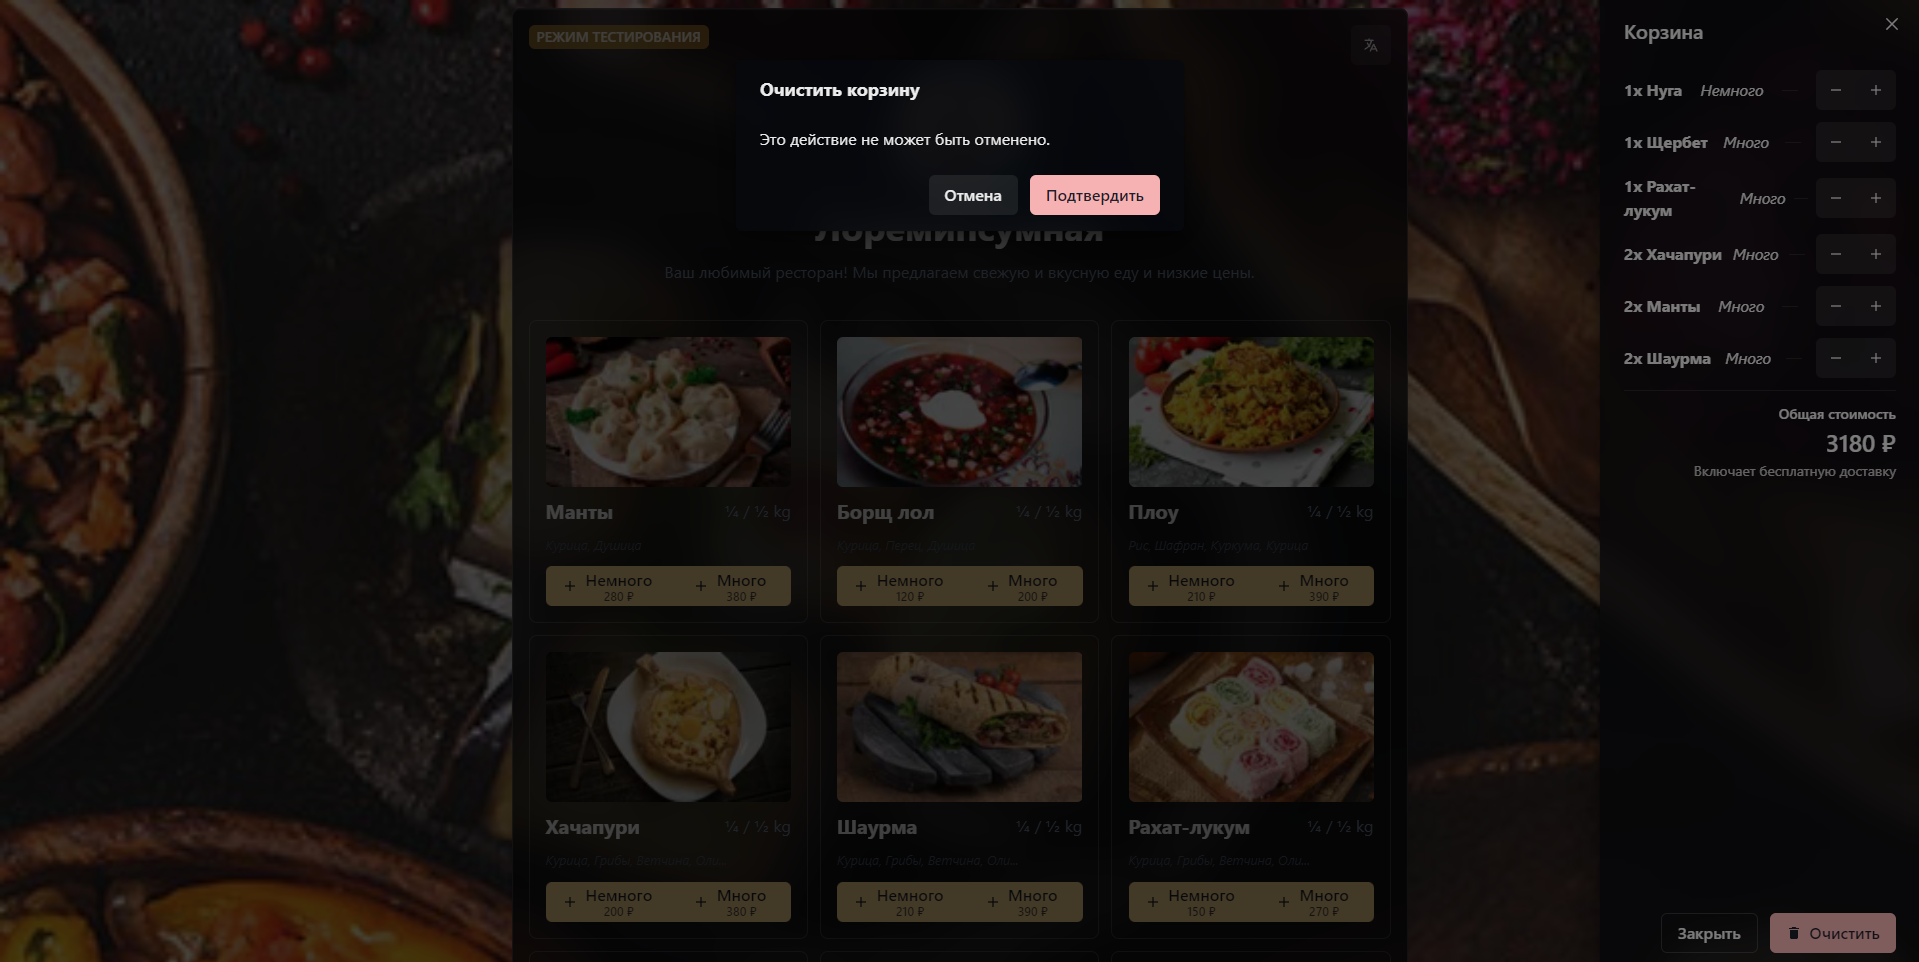 РЕЖИМ ТЕСТИРОВАНИЯ
Очистить корзину
Это действие не может быть отменено.
Отмена
Подтвердить
Лоремипсумная
Ваш любимый ресторан! Мы предлагаем свежую и вкусную еду и низкие цены.
Манты ¼ / ½ kg
Курица, Душица
+ Немного 280 ₽ + Много 380 ₽
Борщ лол ¼ / ½ kg
Курица, Перец, Душица
+ Немного 120 ₽ + Много 200 ₽
Плоу ¼ / ½ kg
Рис, Шафран, Куркума, Курица
+ Немного 210 ₽ + Много 390 ₽
Хачапури ¼ / ½ kg
Курица, Грибы, Ветчина, Оли...
+ Немного 200 ₽ + Много 380 ₽
Шаурма ¼ / ½ kg
Курица, Грибы, Ветчина, Оли...
+ Немного 210 ₽ + Много 390 ₽
Рахат-лукум ¼ / ½ kg
Курица, Грибы, Ветчина, Оли...
+ Немного 150 ₽ + Много 270 ₽
Корзина
1x Нуга Немного − +
1x Щербет Много − +
1x Рахат-
лукум Много − +
2x Хачапури Много − +
2x Манты Много − +
2x Шаурма Много − +
Общая стоимость
3180 ₽
Включает бесплатную доставку
Закрыть
Очистить